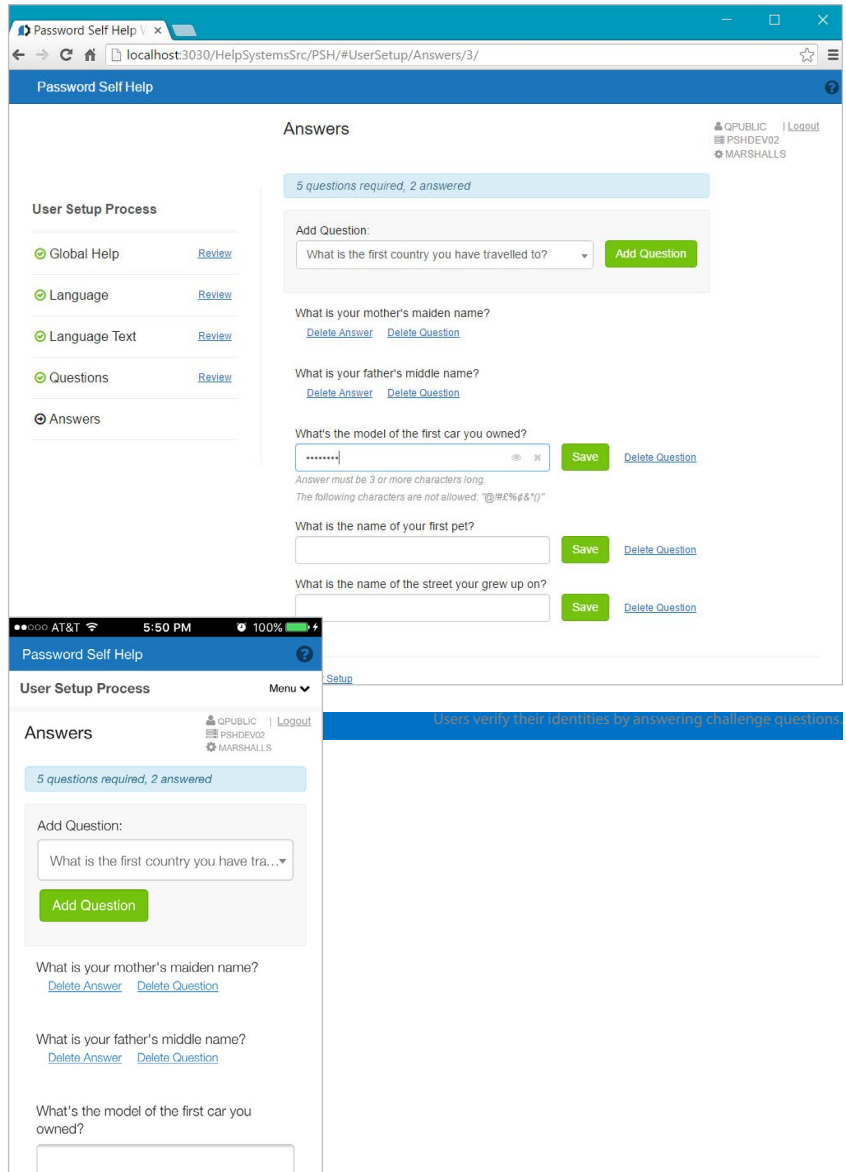 Password Self Help W
localhost:3030/HelpSystemsSrc/PSH/#UserSetup/Answers/3/
Password Self Help
Answers
QPUBLIC | Logout
PSHDEV02
MARSHALLS
5 questions required, 2 answered
User Setup Process
Global Help Review
Language Review
Language Text Review
Questions Review
Answers
Add Question:
What is the first country you have travelled to?
Add Question
What is your mother's maiden name?
Delete Answer Delete Question
What is your father's middle name?
Delete Answer Delete Question
What's the model of the first car you owned?
Save Delete Question
Answer must be 3 or more characters long.
The following characters are not allowed: "@/#£%¢&*()"
What is the name of your first pet?
Save Delete Question
What is the name of the street your grew up on?
Save Delete Question
Setup
AT&T 5:50 PM 100%
Password Self Help
User Setup Process Menu
Answers
QPUBLIC | Logout
PSHDEV02
MARSHALLS
5 questions required, 2 answered
Add Question:
What is the first country you have tra...
Add Question
What is your mother's maiden name?
Delete Answer Delete Question
What is your father's middle name?
Delete Answer Delete Question
What's the model of the first car you
owned?
Users verify their identities by answering challenge questions.